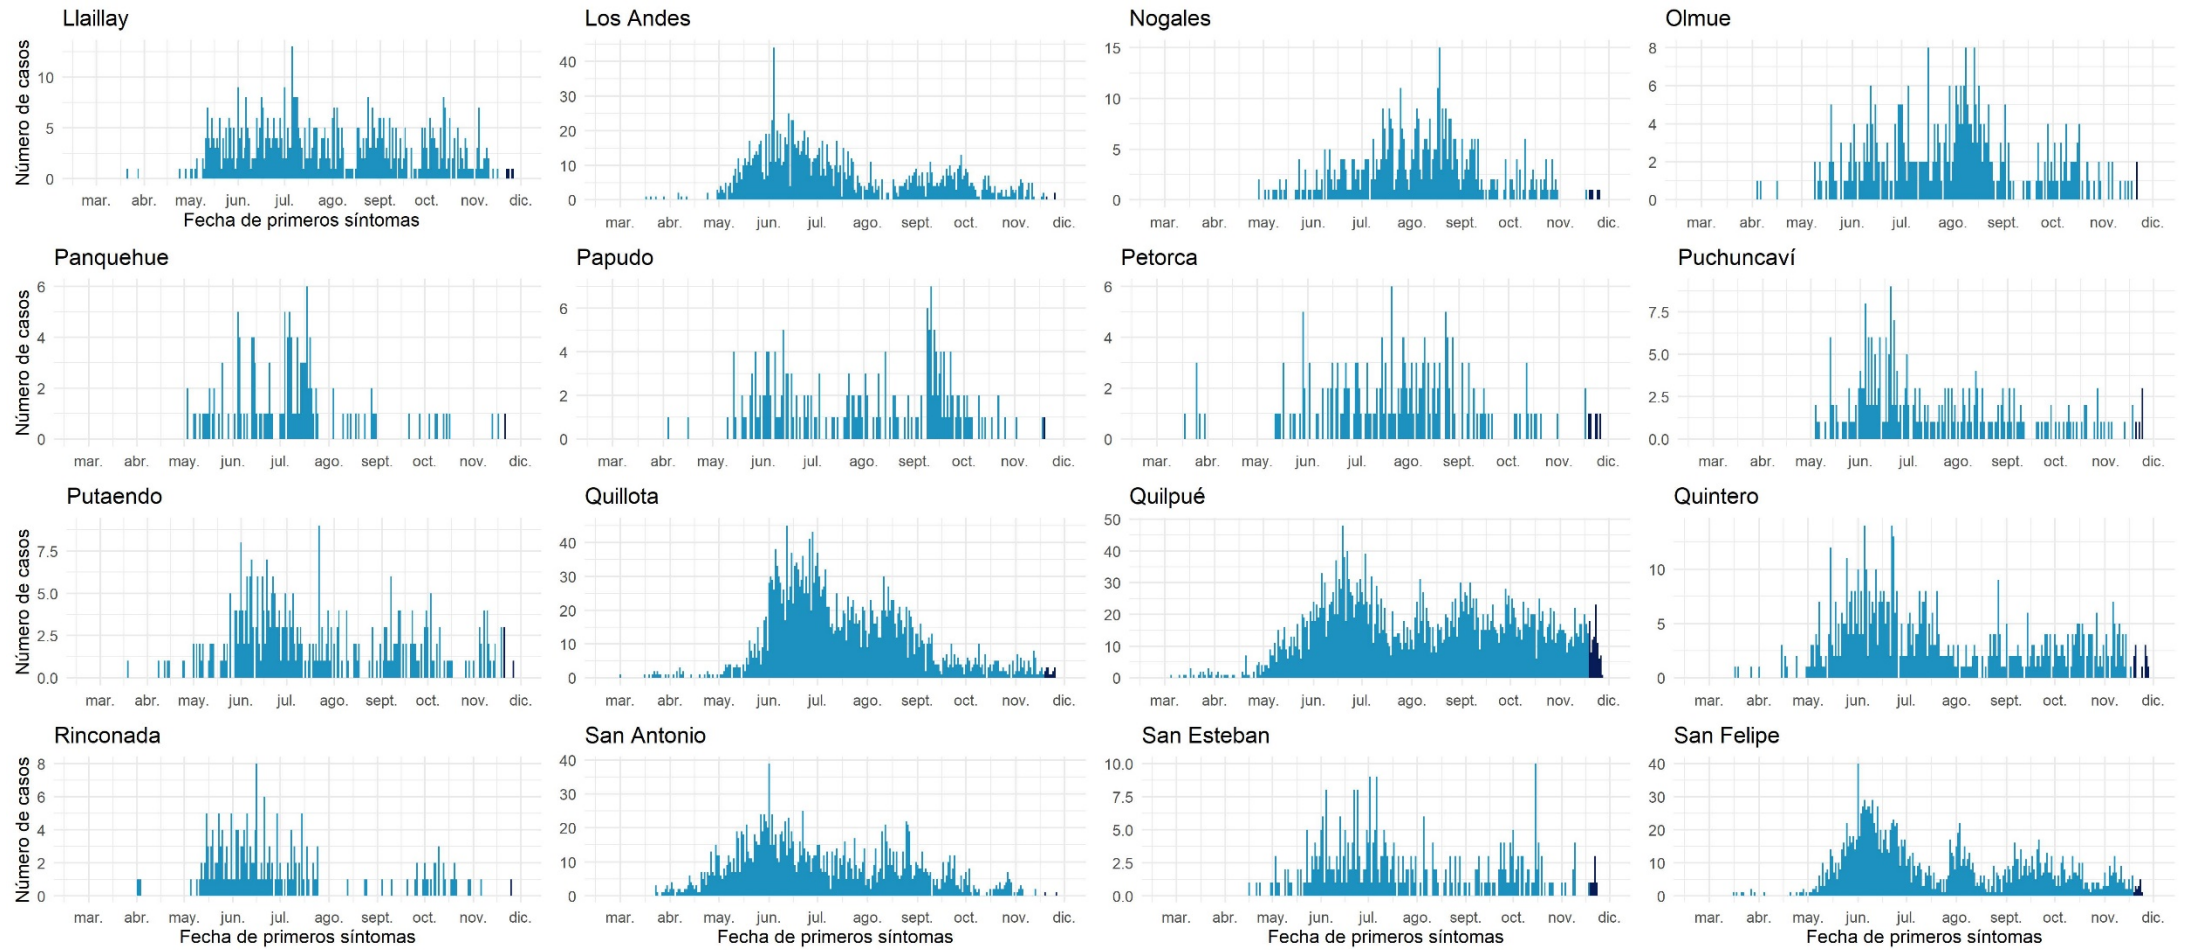 Llaillay
Los Andes
Nogales
Olmue
Número de casos
10
5
0
mar. abr. may. jun. jul. ago. sept. oct. nov. dic.
Fecha de primeros síntomas
40
30
20
10
0
mar. abr. may. jun. jul. ago. sept. oct. nov. dic.
15
10
5
0
mar. abr. may. jun. jul. ago. sept. oct. nov. dic.
8
6
4
2
0
mar. abr. may. jun. jul. ago. sept. oct. nov. dic.
Panquehue
Papudo
Petorca
Puchuncaví
Número de casos
6
4
2
0
mar. abr. may. jun. jul. ago. sept. oct. nov. dic.
6
4
2
0
mar. abr. may. jun. jul. ago. sept. oct. nov. dic.
6
4
2
0
mar. abr. may. jun. jul. ago. sept. oct. nov. dic.
7.5
5.0
2.5
0.0
mar. abr. may. jun. jul. ago. sept. oct. nov. dic.
Putaendo
Quillota
Quilpué
Quintero
Número de casos
7.5
5.0
2.5
0.0
mar. abr. may. jun. jul. ago. sept. oct. nov. dic.
40
30
20
10
0
mar. abr. may. jun. jul. ago. sept. oct. nov. dic.
50
40
30
20
10
0
mar. abr. may. jun. jul. ago. sept. oct. nov. dic.
10
5
0
mar. abr. may. jun. jul. ago. sept. oct. nov. dic.
Rinconada
San Antonio
San Esteban
San Felipe
Número de casos
8
6
4
2
0
mar. abr. may. jun. jul. ago. sept. oct. nov. dic.
Fecha de primeros síntomas
40
30
20
10
0
mar. abr. may. jun. jul. ago. sept. oct. nov. dic.
Fecha de primeros síntomas
10.0
7.5
5.0
2.5
0.0
mar. abr. may. jun. jul. ago. sept. oct. nov. dic.
Fecha de primeros síntomas
40
30
20
10
0
mar. abr. may. jun. jul. ago. sept. oct. nov. dic.
Fecha de primeros síntomas